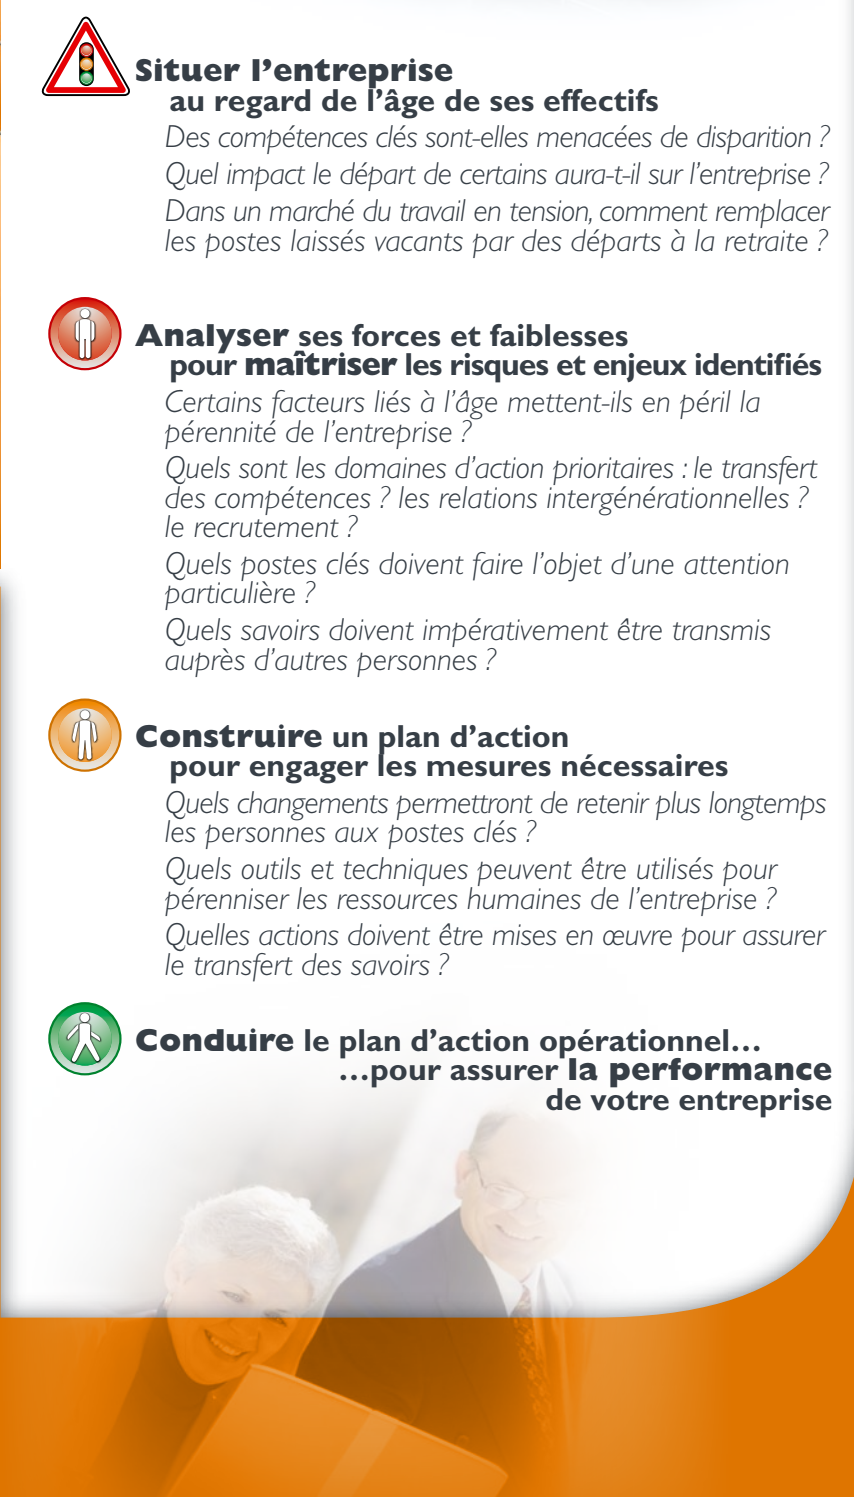 Situer l’entreprise
au regard de l’âge de ses effectifs
Des compétences clés sont-elles menacées de disparition ?
Quel impact le départ de certains aura-t-il sur l’entreprise ?
Dans un marché du travail en tension, comment remplacer
les postes laissés vacants par des départs à la retraite ?
Analyser ses forces et faiblesses
pour maîtriser les risques et enjeux identifiés
Certains facteurs liés à l’âge mettent-ils en péril la
pérennité de l’entreprise ?
Quels sont les domaines d’action prioritaires : le transfert
des compétences ? les relations intergénérationnelles ?
le recrutement ?
Quels postes clés doivent faire l’objet d’une attention
particulière ?
Quels savoirs doivent impérativement être transmis
auprès d’autres personnes ?
Construire un plan d’action
pour engager les mesures nécessaires
Quels changements permettront de retenir plus longtemps
les personnes aux postes clés ?
Quels outils et techniques peuvent être utilisés pour
pérenniser les ressources humaines de l’entreprise ?
Quelles actions doivent être mises en œuvre pour assurer
le transfert des savoirs ?
Conduire le plan d’action opérationnel…
…pour assurer la performance
de votre entreprise